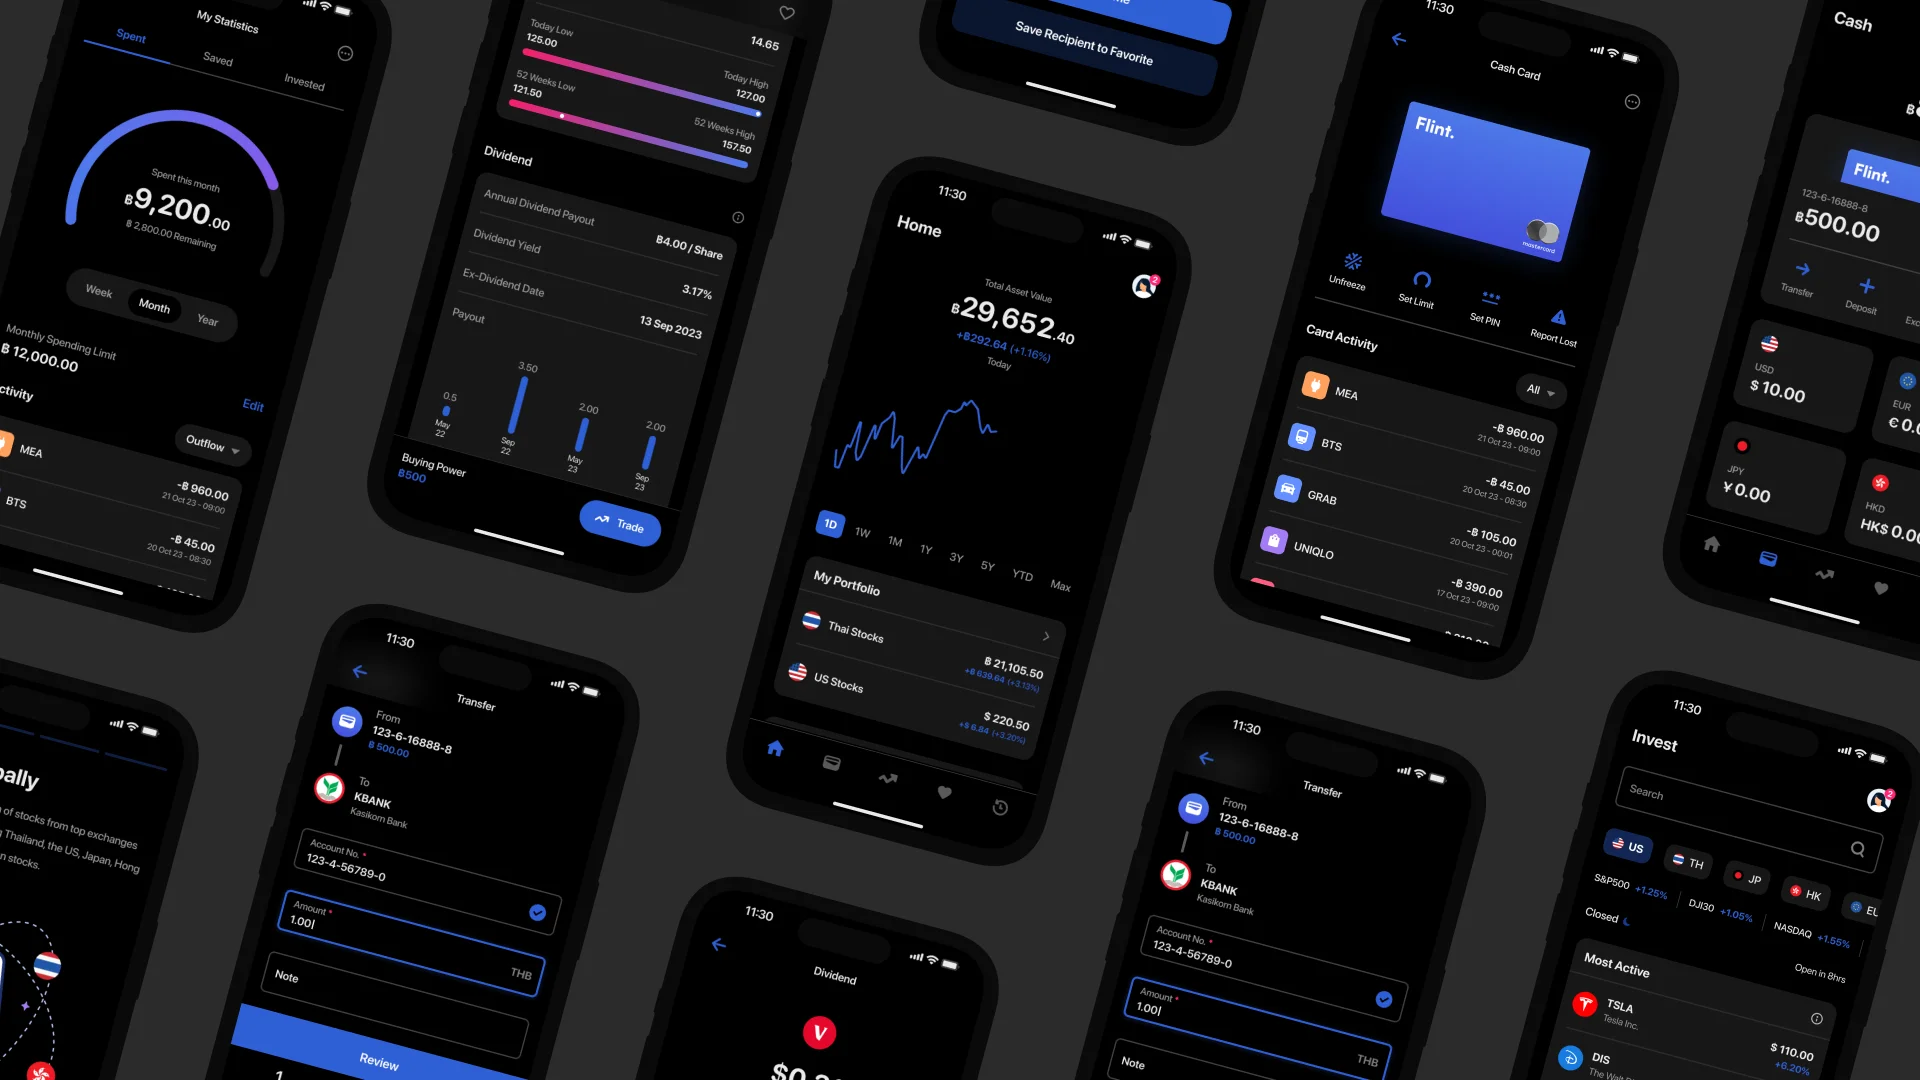 My Statistics
Spent
Saved
Invested
Spent this month
฿9,200.00
฿ 2,800.00 Remaining
Week
Month
Year
Monthly Spending Limit
฿ 12,000.00
Edit
Outflow
MEA
-฿ 960.00
21 Oct 23 - 09:00
BTS
-฿ 45.00
20 Oct 23 - 08:30
14.65
Today Low
125.00
Today High
127.00
52 Weeks Low
121.50
52 Weeks High
157.50
Dividend
Annual Dividend Payout
฿4.00 / Share
Dividend Yield
3.17%
Ex-Dividend Date
13 Sep 2023
Payout
0.5
3.50
2.00
2.00
May
22
Sep
22
May
23
Sep
23
Buying Power
฿500
Trade
Save Recipient to Favorite
11:30
Home
2
Total Asset Value
฿29,652.40
+฿292.64 (+1.16%)
Today
1D
1W
1M
1Y
3Y
5Y
YTD
Max
My Portfolio
Thai Stocks
฿ 21,105.50
+฿ 639.64 (+3.13%)
US Stocks
$ 220.50
+$ 6.84 (+3.20%)
11:30
Cash Card
Flint.
mastercard
Unfreeze
Set Limit
Set PIN
Report Lost
Card Activity
All
MEA
-฿ 960.00
21 Oct 23 - 09:00
BTS
-฿ 45.00
20 Oct 23 - 08:30
GRAB
-฿ 105.00
20 Oct 23 - 00:01
UNIQLO
-฿ 390.00
17 Oct 23 - 09:00
Cash
Flint.
123-6-16888-8
฿500.00
Transfer
Deposit
USD
$ 10.00
EUR
JPY
¥ 0.00
HKD
of stocks from top exchanges
Thailand, the US, Japan, Hong
stocks.
11:30
Transfer
From
123-6-16888-8
฿ 500.00
To
KBANK
Kasikorn Bank
Account No. *
123-4-56789-0
Amount *
1.00
THB
Note
Review
1
11:30
Dividend
V
11:30
Transfer
From
123-6-16888-8
฿ 500.00
To
KBANK
Kasikorn Bank
Account No. *
123-4-56789-0
Amount *
1.00
THB
Note
11:30
Invest
2
Search
US
TH
JP
HK
EU
S&P500 +1.25%
DJI30 +1.05%
NASDAQ +1.55%
Closed
Open in 8hrs
Most Active
TSLA
Tesla Inc.
$ 110.00
+6.20%
DIS